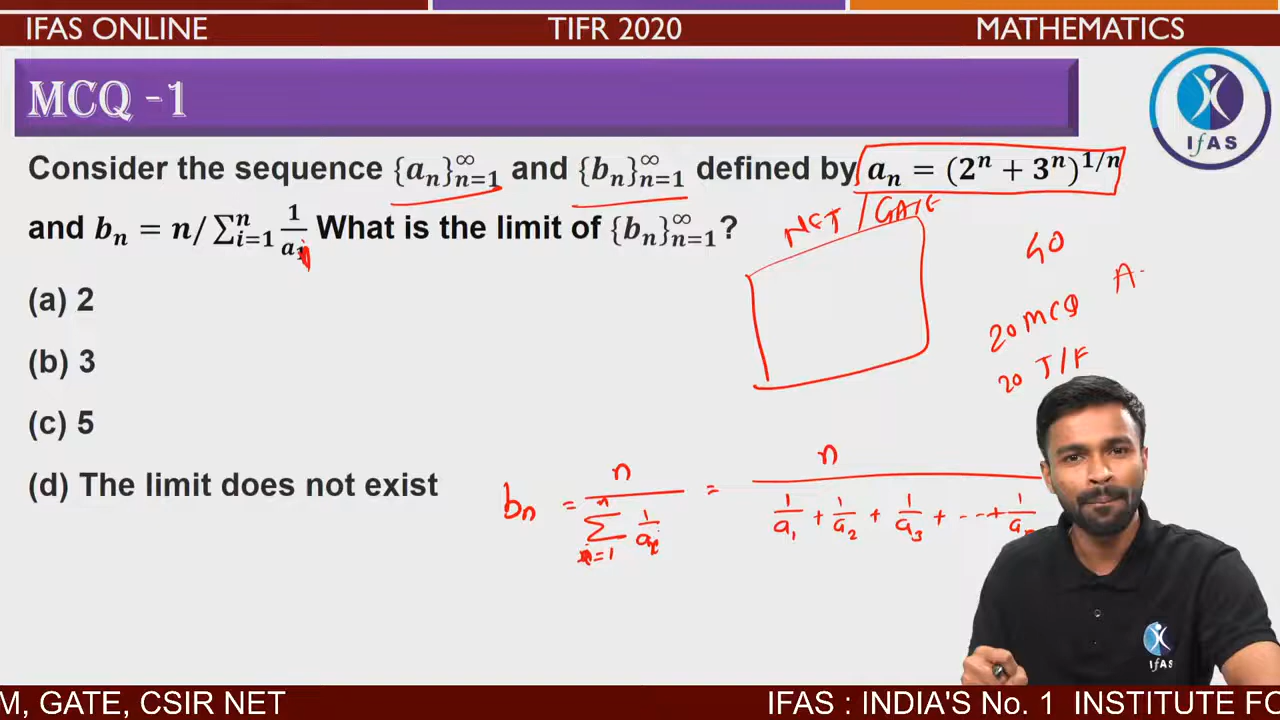 IFAS ONLINE TIFR 2020 MATHEMATICS
IfAS
MCQ -1
Consider the sequence {aₙ}ₙ₌₁^∞ and {bₙ}ₙ₌₁^∞ defined by aₙ = (2ⁿ + 3ⁿ)^{1/n}
and bₙ = n/ ∑ᵢ₌₁ⁿ 1/aᵢ What is the limit of {bₙ}ₙ₌₁^∞?
NET / GATE
40
A
20 MCQ
20 T/F
(a) 2
(b) 3
(c) 5
(d) The limit does not exist
bₙ = n / ∑ 1/aᵢ = n / (1/a₁ + 1/a₂ + 1/a₃ + --- + 1/aₙ
IfAS
M, GATE, CSIR NET IFAS : INDIA'S No. 1 INSTITUTE FO